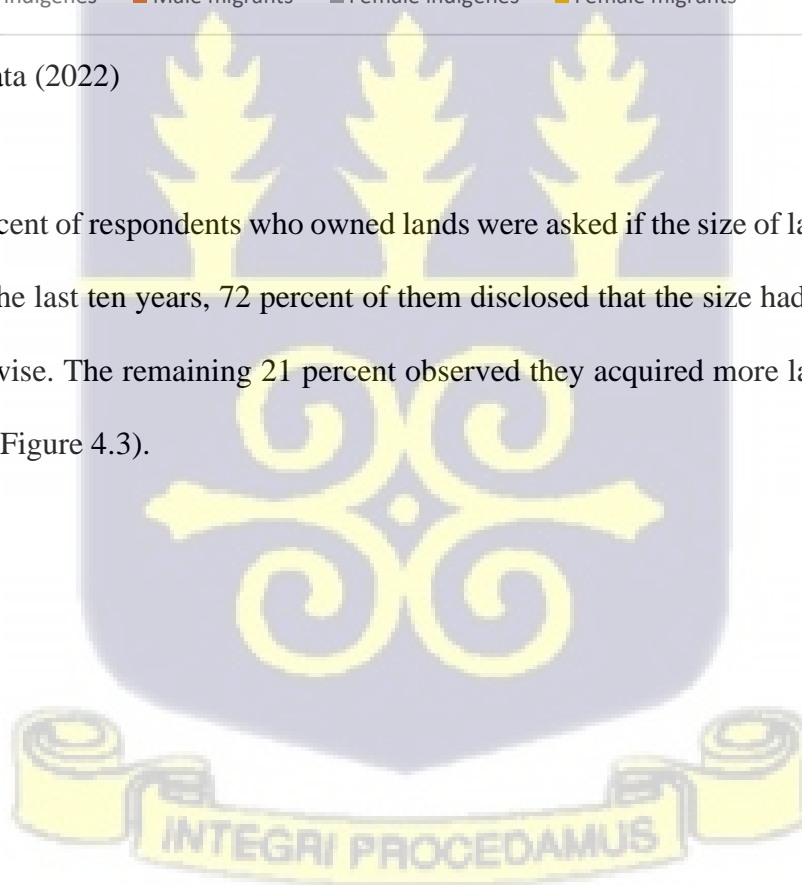 indigenes Male migrants Female indigenes Female migrants
ata (2022)
cent of respondents who owned lands were asked if the size of la
he last ten years, 72 percent of them disclosed that the size had
wise. The remaining 21 percent observed they acquired more la
Figure 4.3).
INTEGRI PROCEDAMUS